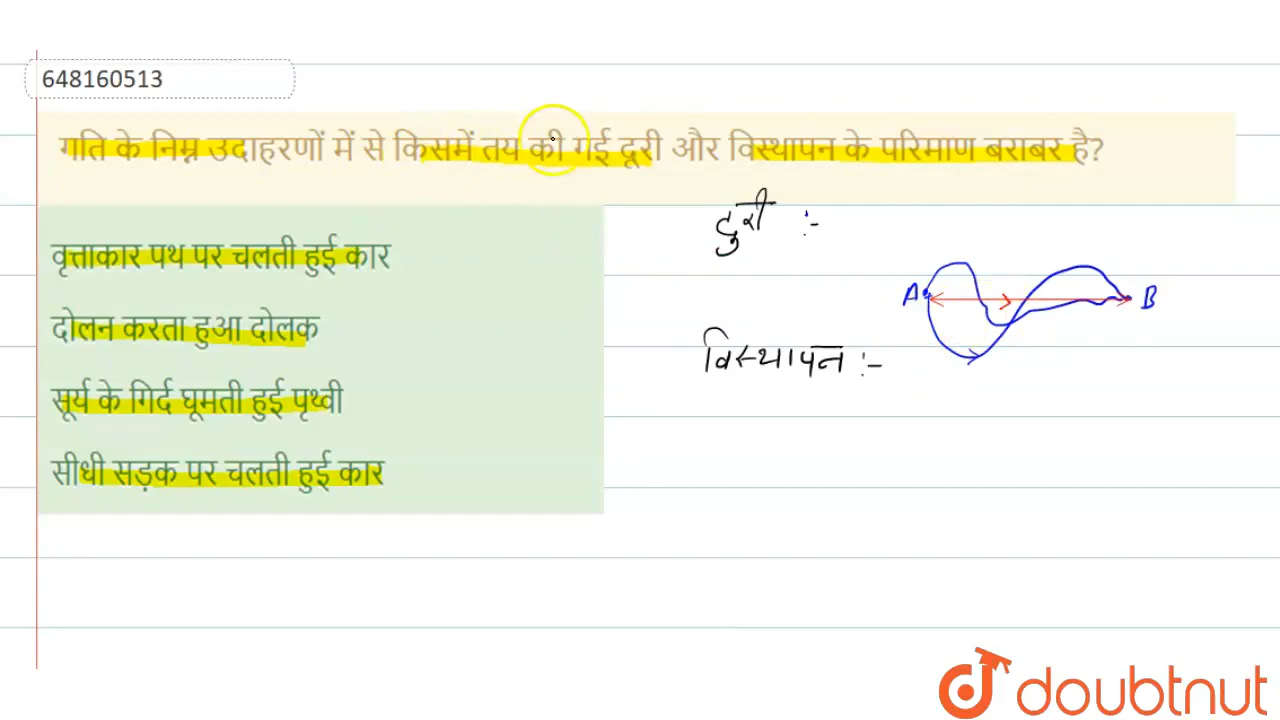 648160513
गति के निम्न उदाहरणों में से किसमें तय की गई दूरी और विस्थापन के परिमाण बराबर है?
वृत्ताकार पथ पर चलती हुई कार
दोलन करता हुआ दोलक
सूर्य के गिर्द घूमती हुई पृथ्वी
सीधी सड़क पर चलती हुई कार
दुरी :-
A B
विस्थापन :-
doubtnut